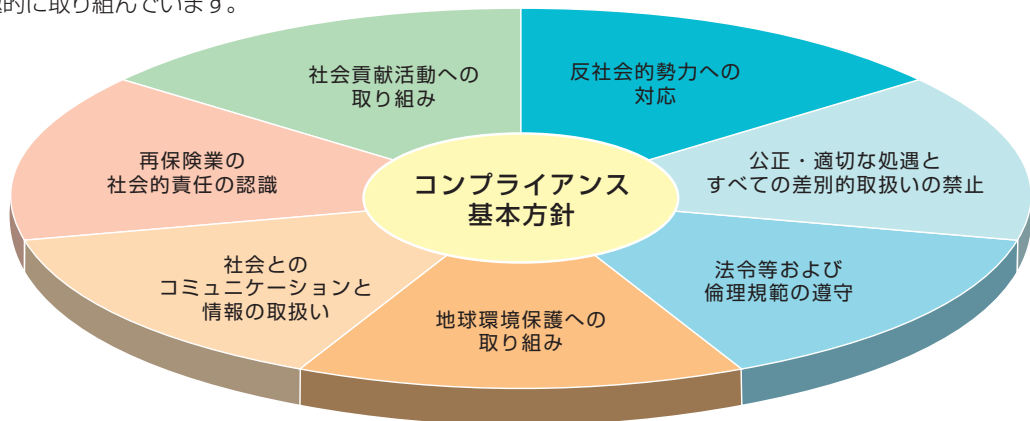 的に取り組んでいます。
社会貢献活動への
取り組み
反社会的勢力への
対応
再保険業の
社会的責任の認識
コンプライアンス
基本方針
公正・適切な処遇と
すべての差別的取扱いの禁止
社会との
コミュニケーションと
情報の取扱い
法令等および
倫理規範の遵守
地球環境保護への
取り組み